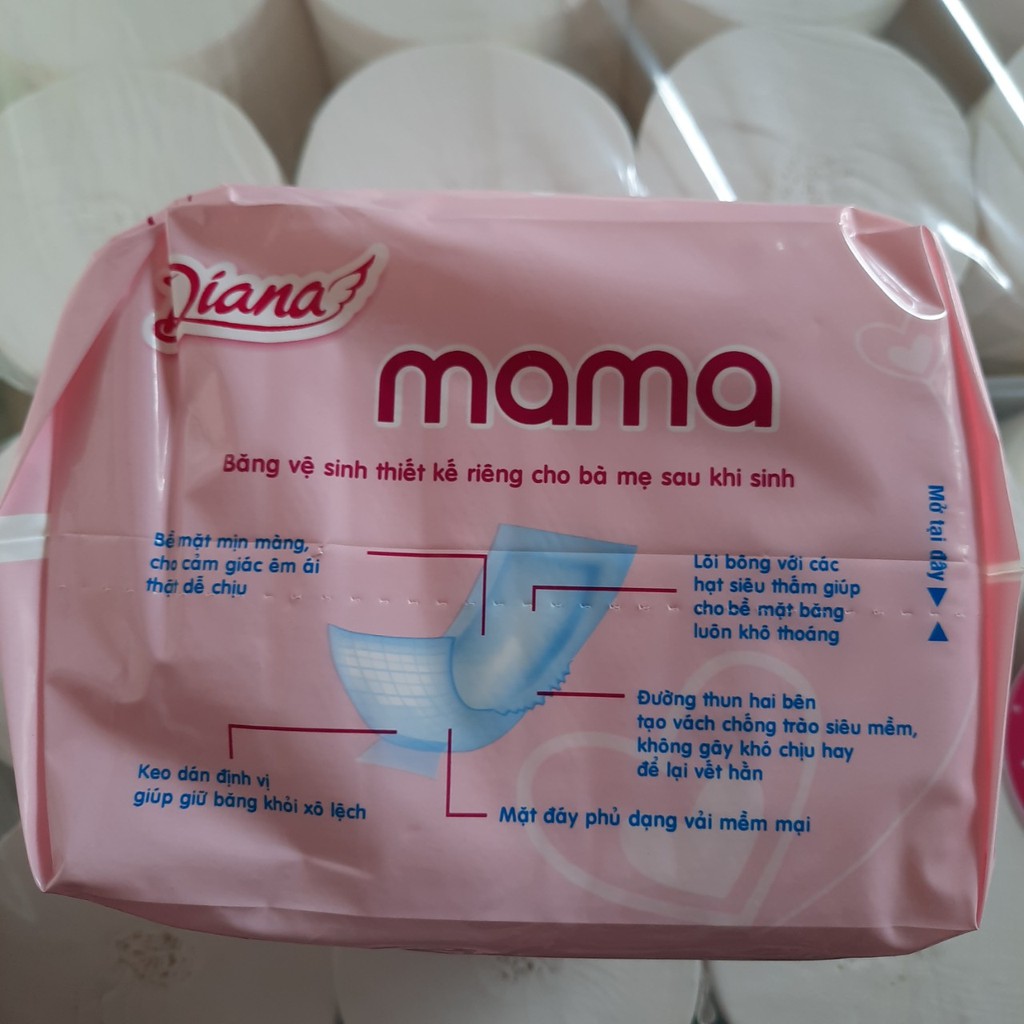 Diana
mama
Băng vệ sinh thiết kế riêng cho bà mẹ sau khi sinh
Mở tại đây
Bề mặt mịn màng,
cho cảm giác êm ái
thật dễ chịu
Lõi bông với các
hạt siêu thấm giúp
cho bề mặt băng
luôn khô thoáng
Đường thun hai bên
tạo vách chống trào siêu mềm,
không gây khó chịu hay
để lại vết hằn
Keo dán định vị
giúp giữ băng khỏi xô lệch
Mặt đáy phủ dạng vải mềm mại